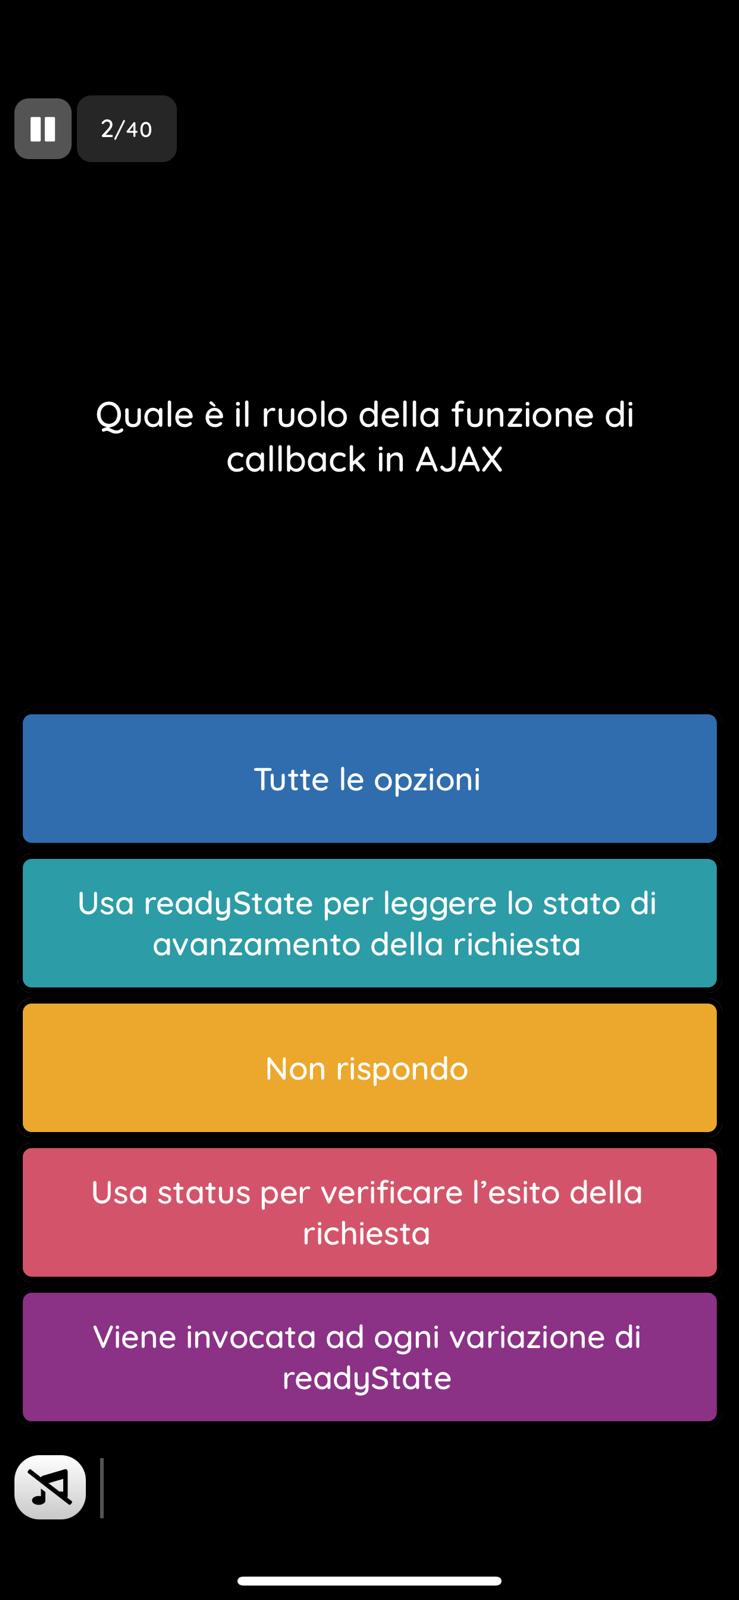 2/40
Quale è il ruolo della funzione di
callback in AJAX
Tutte le opzioni
Usa readyState per leggere lo stato di
avanzamento della richiesta
Non rispondo
Usa status per verificare l’esito della
richiesta
Viene invocata ad ogni variazione di
readyState